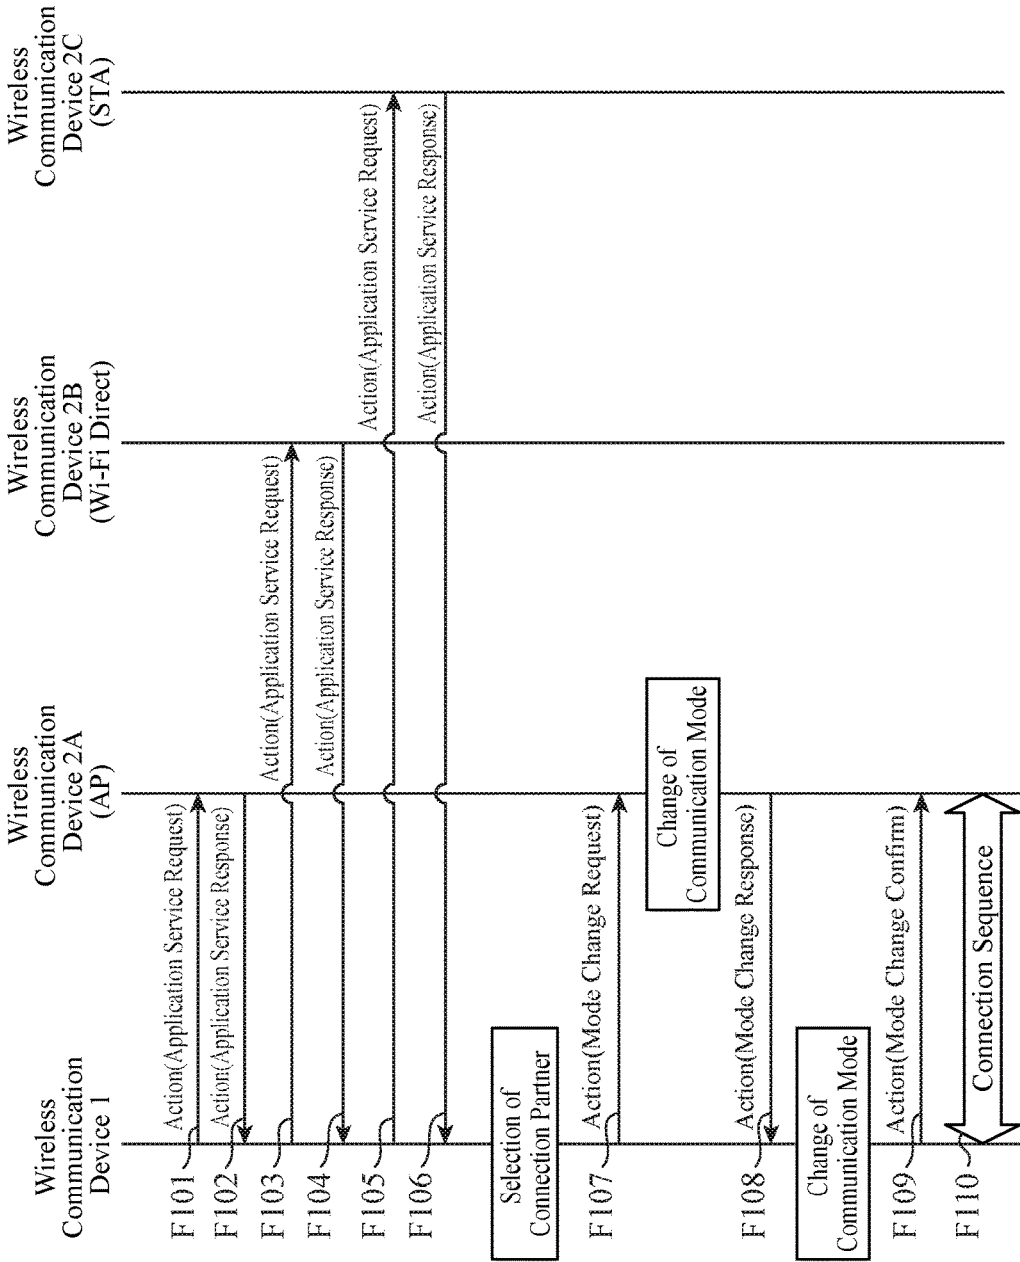 Wireless
Communication
Device 1
Wireless
Communication
Device 2A
(AP)
Wireless
Communication
Device 2B
(Wi-Fi Direct)
Wireless
Communication
Device 2C
(STA)
F101
Action(Application Service Request)
F102
Action(Application Service Response)
F103
Action(Application Service Request)
F104
Action(Application Service Response)
F105
Action(Application Service Request)
F106
Action(Application Service Response)
Selection of
Connection Partner
F107
Action(Mode Change Request)
Change of
Communication Mode
F108
Action(Mode Change Response)
Change of
Communication Mode
F109
Action(Mode Change Confirm)
F110
Connection Sequence